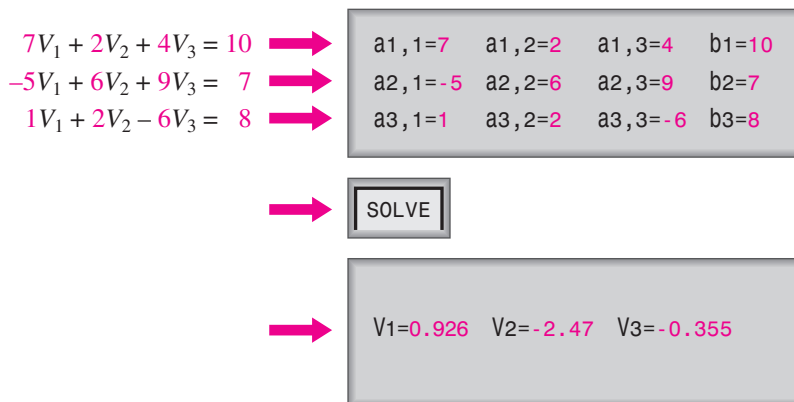 7V₁ + 2V₂ + 4V₃ = 10
a1,1=7 a1,2=2 a1,3=4 b1=10
–5V₁ + 6V₂ + 9V₃ = 7
a2,1=-5 a2,2=6 a2,3=9 b2=7
1V₁ + 2V₂ – 6V₃ = 8
a3,1=1 a3,2=2 a3,3=-6 b3=8
SOLVE
V1=0.926 V2=-2.47 V3=-0.355